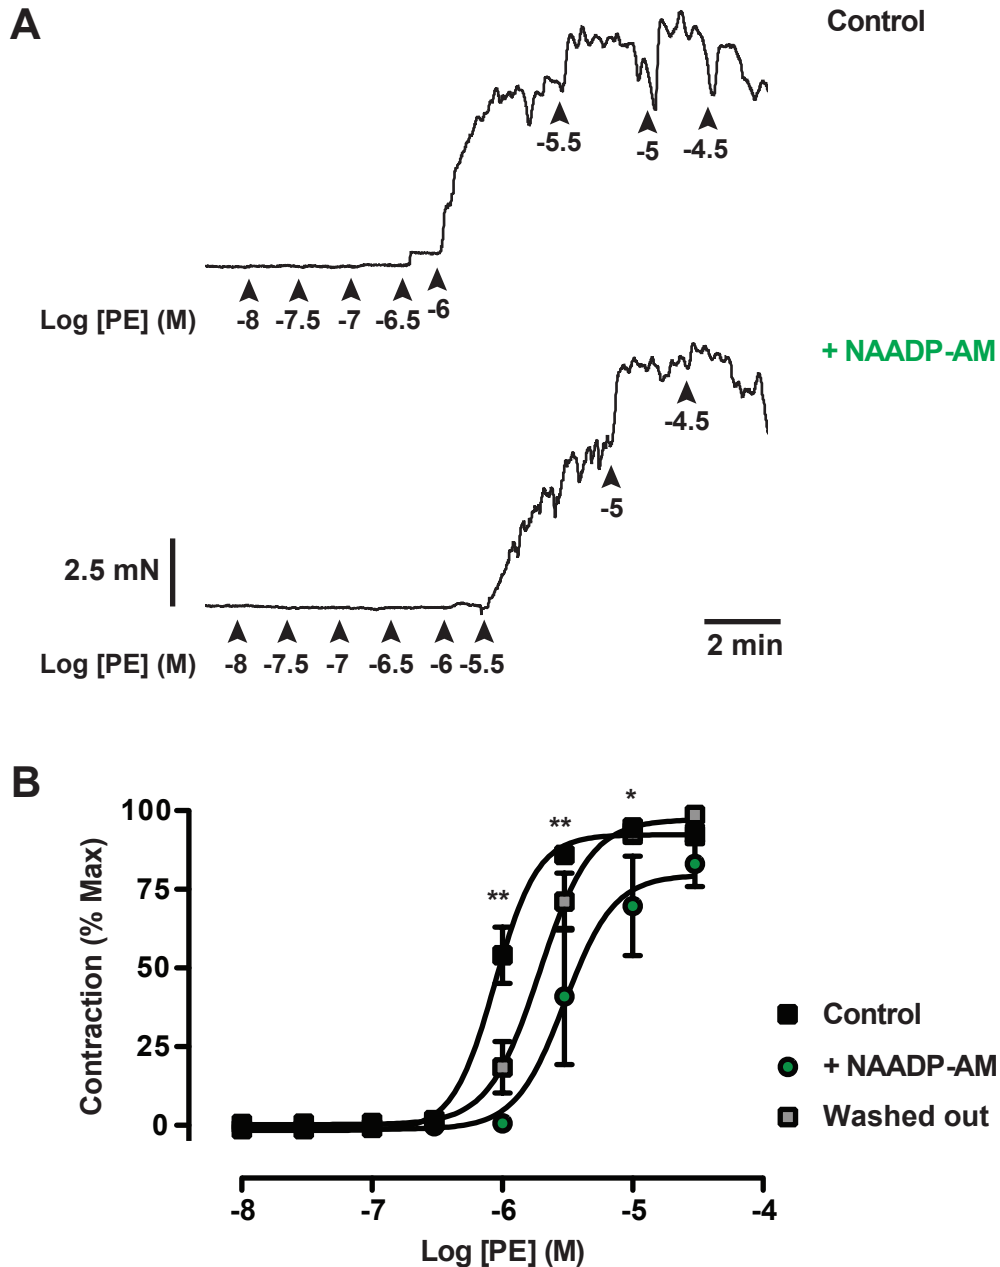 A
Control
-5.5
-5
-4.5
Log [PE] (M)
-8
-7.5
-7
-6.5
-6
+ NAADP-AM
-4.5
-5
2.5 mN
2 min
Log [PE] (M)
-8
-7.5
-7
-6.5
-6
-5.5
B
Contraction (% Max)
100
75
50
25
0
**
**
*
Control
+ NAADP-AM
Washed out
-8
-7
-6
-5
-4
Log [PE] (M)